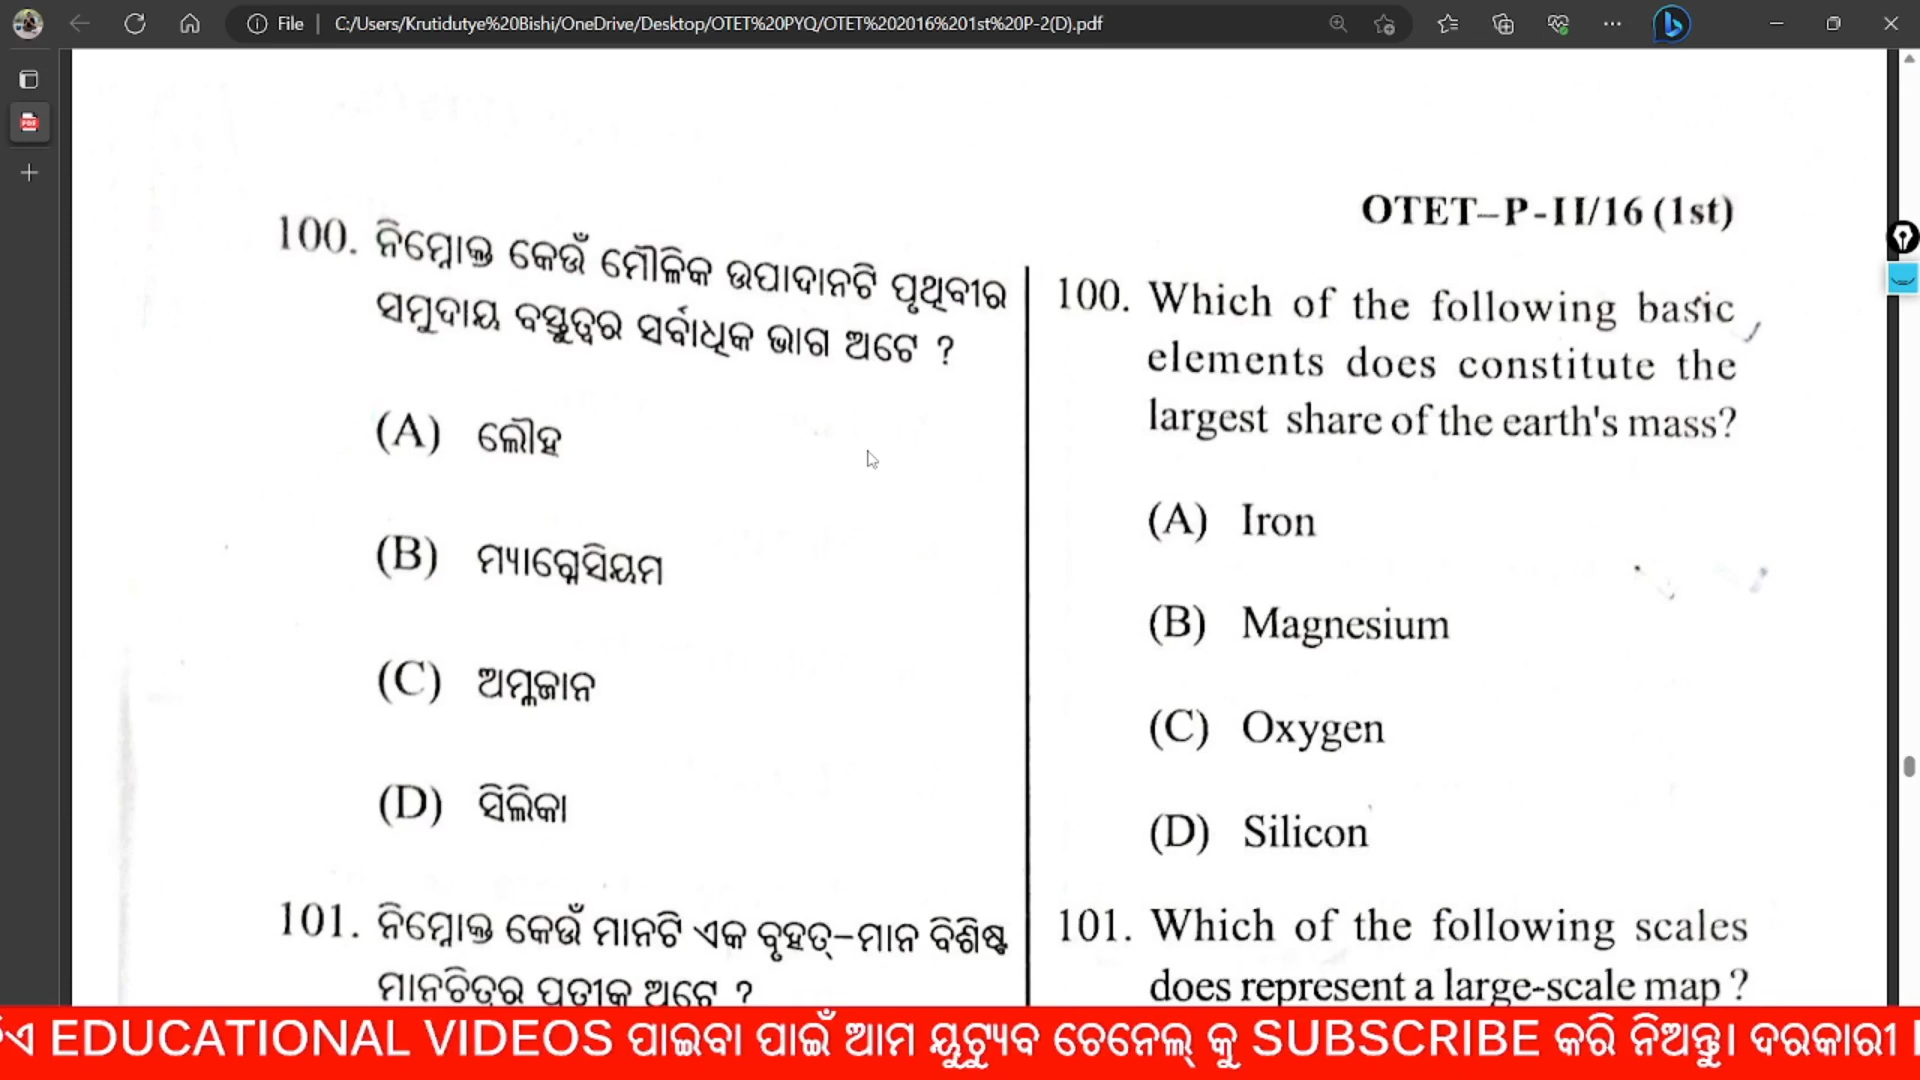 File
C:/Users/Krutidutye%20Bishi/OneDrive/Desktop/OTET%20PYQ/OTET%202016%201st%20P-2(D).pdf
OTET–P-II/16 (1st)
100. ନିମ୍ନୋକ୍ତ କେଉଁ ମୌଳିକ ଉପାଦାନଟି ପୃଥିବୀର
ସମୁଦାୟ ବସ୍ତୁତ୍ୱର ସର୍ବାଧିକ ଭାଗ ଅଟେ ?
(A) ଲୌହ
(B) ମ୍ୟାଗ୍ନେସିୟମ
(C) ଅମ୍ଳଜାନ
(D) ସିଲିକା
101. ନିମ୍ନୋକ୍ତ କେଉଁ ମାନଟି ଏକ ବୃହତ୍–ମାନ ବିଶିଷ୍ଟ
ମାନଚିତ୍ରର ପ୍ରତୀକ ଅଟେ ?
100. Which of the following basic
elements does constitute the
largest share of the earth's mass?
(A) Iron
(B) Magnesium
(C) Oxygen
(D) Silicon
101. Which of the following scales
does represent a large-scale map ?
EDUCATIONAL VIDEOS ପାଇବା ପାଇଁ ଆମ ୟୁଟ୍ୟୁବ ଚେନେଲ୍ କୁ SUBSCRIBE କରି ନିଅନ୍ତୁ। ଦରକାରୀ